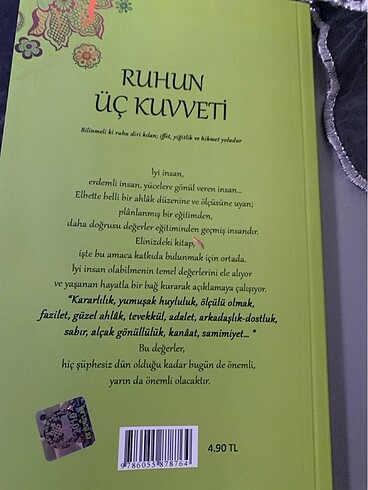 RUHUN
ÜÇ KUVVETİ
Bilinmeli ki ruhu diri kılan; iffet, yiğitlik ve hikmet yoludur
İyi insan,
erdemli insan, yücelere gönül veren insan...
Elbette belli bir ahlâk düzenine ve ölçüsüne uyan;
plânlanmış bir eğitimden,
daha doğrusu değerler eğitiminden geçmiş insandır.
Elinizdeki kitap,
işte bu amaca katkıda bulunmak için ortada.
İyi insan olabilmenin temel değerlerini ele alıyor
ve yaşanan hayatla bir bağ kurarak açıklamaya çalışıyor.
"Kararlılık, yumuşak huyluluk, ölçülü olmak,
fazilet, güzel ahlâk, tevekkül, adalet, arkadaşlık-dostluk,
sabır, alçak gönüllülük, kanâat, samimiyet... "
Bu değerler,
hiç şüphesiz dün olduğu kadar bugün de önemli,
yarın da önemli olacaktır.
4.90 TL
9 786053 878764